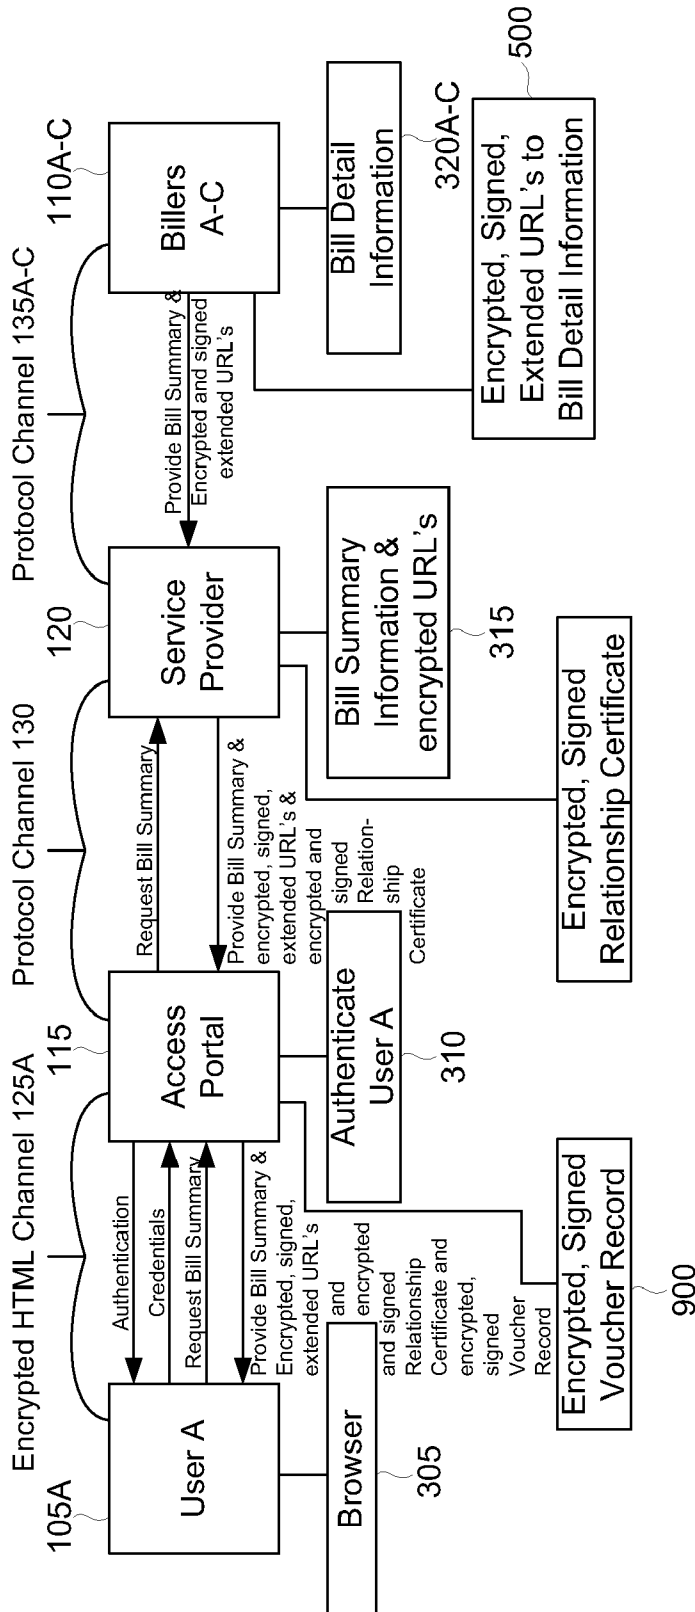 Encrypted HTML Channel 125A
Protocol Channel 130
Protocol Channel 135A-C
105A
115
120
110A-C
User A
Authentication
Credentials
Request Bill Summary
Provide Bill Summary &
Encrypted, signed,
extended URL's
and encrypted
and signed
Relationship
Certificate and
encrypted,
signed
Voucher
Record
Access
Portal
Request Bill Summary
Provide Bill Summary &
encrypted, signed,
extended URL's &
encrypted and
signed
Relation-
ship
Certificate
Service
Provider
Provide Bill Summary &
Encrypted and signed
extended URL's
Billers
A-C
Browser
305
Authenticate
User A
310
Bill Summary
Information &
encrypted URL's
315
Bill Detail
Information
320A-C
Encrypted, Signed
Voucher Record
900
Encrypted, Signed
Relationship Certificate
Encrypted, Signed,
Extended URL's to
Bill Detail Information
500